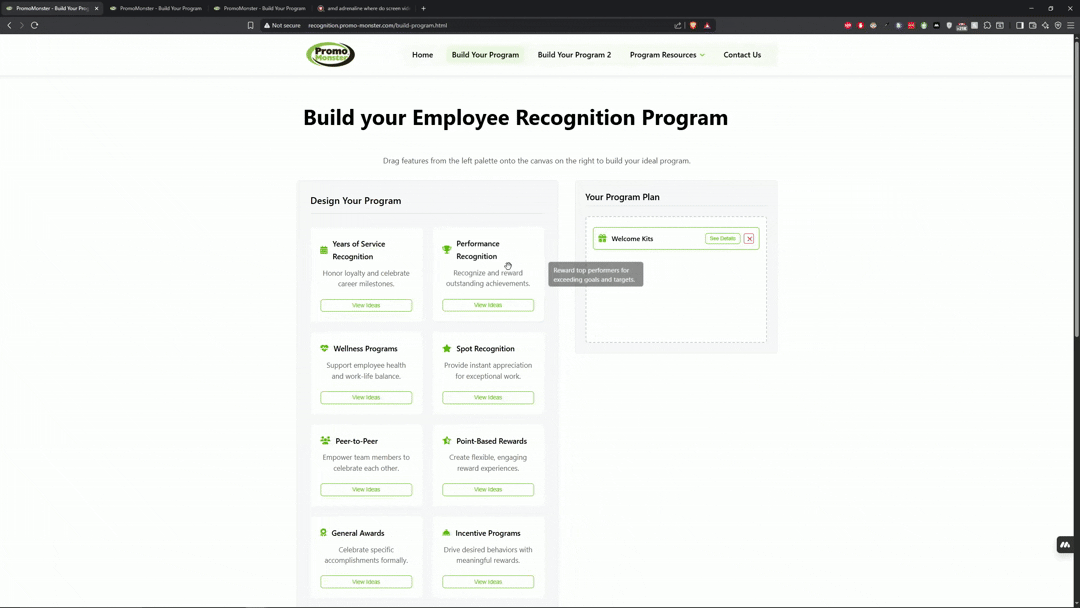 PromoMonster - Build Your Prog
PromoMonster - Build Your Program
PromoMonster - Build Your Program
amd adrenaline where do screen vide
Not secure
recognition.promo-monster.com/build-program.html
Promo
Monster
Home
Build Your Program
Build Your Program 2
Program Resources
Contact Us
Build your Employee Recognition Program
Drag features from the left palette onto the canvas on the right to build your ideal program.
Design Your Program
Years of Service
Recognition
Honor loyalty and celebrate
career milestones.
View Ideas
Performance
Recognition
Recognize and reward
outstanding achievements.
View Ideas
Wellness Programs
Support employee health
and work-life balance.
View Ideas
Spot Recognition
Provide instant appreciation
for exceptional work.
View Ideas
Peer-to-Peer
Empower team members to
celebrate each other.
View Ideas
Point-Based Rewards
Create flexible, engaging
reward experiences.
View Ideas
General Awards
Celebrate specific
accomplishments formally.
View Ideas
Incentive Programs
Drive desired behaviors with
meaningful rewards.
View Ideas
Your Program Plan
Welcome Kits
See Details
Reward top performers for
exceeding goals and targets.